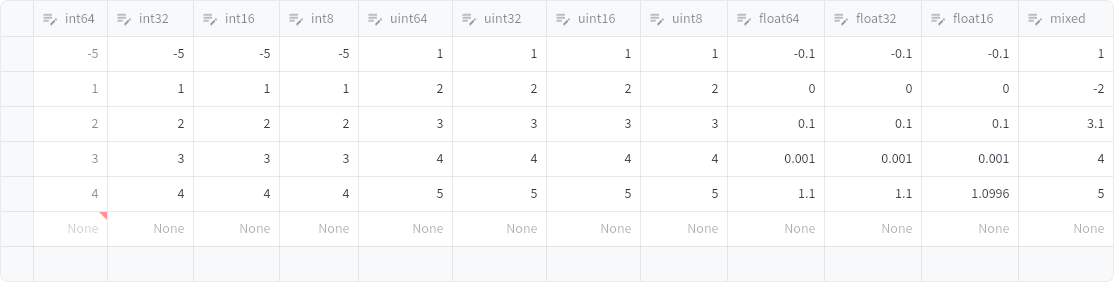 int64 int32 int16 int8 uint64 uint32 uint16 uint8 float64 float32 float16 mixed
-5 -5 -5 -5 1 1 1 1 -0.1 -0.1 -0.1 1
1 1 1 1 2 2 2 2 0 0 0 -2
2 2 2 2 3 3 3 3 0.1 0.1 0.1 3.1
3 3 3 3 4 4 4 4 0.001 0.001 0.001 4
4 4 4 4 5 5 5 5 1.1 1.1 1.0996 5
None None None None None None None None None None None None